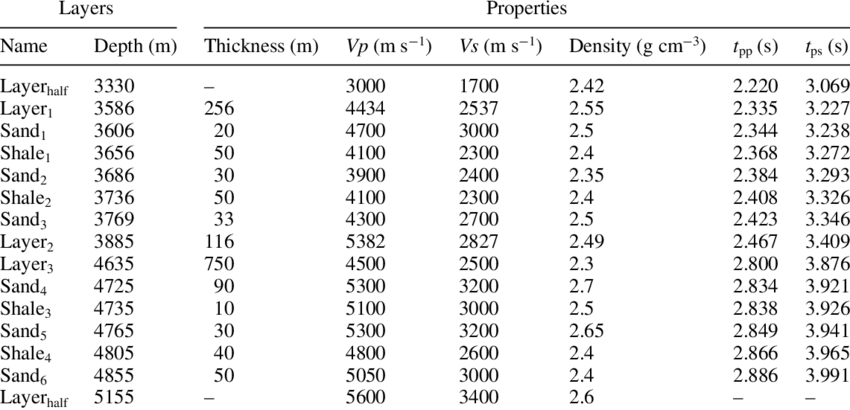 Layers Properties
Name Depth (m) Thickness (m) Vp (m s⁻¹) Vs (m s⁻¹) Density (g cm⁻³) tpp (s) tps (s)
Layerhalf 3330 – 3000 1700 2.42 2.220 3.069
Layer₁ 3586 256 4434 2537 2.55 2.335 3.227
Sand₁ 3606 20 4700 3000 2.5 2.344 3.238
Shale₁ 3656 50 4100 2300 2.4 2.368 3.272
Sand₂ 3686 30 3900 2400 2.35 2.384 3.293
Shale₂ 3736 50 4100 2300 2.4 2.408 3.326
Sand₃ 3769 33 4300 2700 2.5 2.423 3.346
Layer₂ 3885 116 5382 2827 2.49 2.467 3.409
Layer₃ 4635 750 4500 2500 2.3 2.800 3.876
Sand₄ 4725 90 5300 3200 2.7 2.834 3.921
Shale₃ 4735 10 5100 3000 2.5 2.838 3.926
Sand₅ 4765 30 5300 3200 2.65 2.849 3.941
Shale₄ 4805 40 4800 2600 2.4 2.866 3.965
Sand₆ 4855 50 5050 3000 2.4 2.886 3.991
Layerhalf 5155 – 5600 3400 2.6 – –